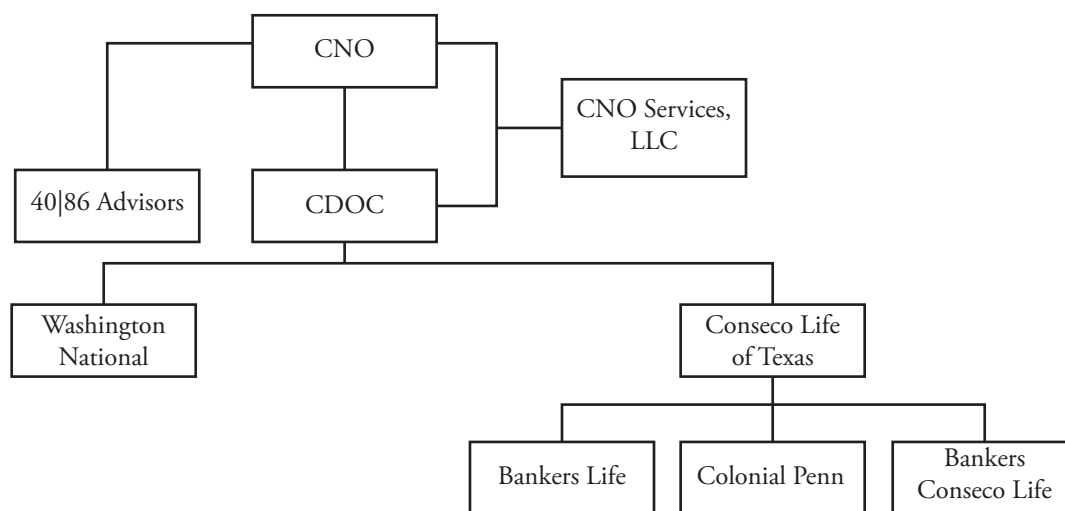 CNO
CNO Services,
LLC
40|86 Advisors
CDOC
Washington
National
Conseco Life
of Texas
Bankers Life
Colonial Penn
Bankers
Conseco Life